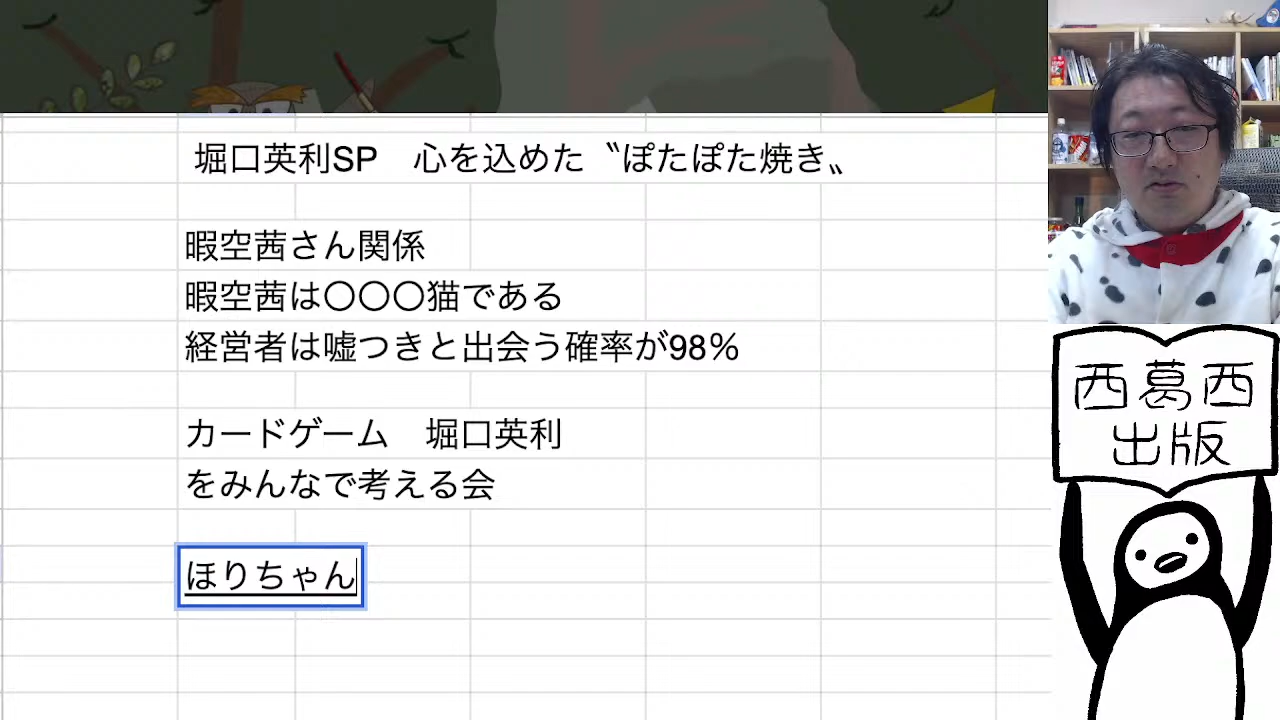 堀口英利SP　心を込めた〝ぽたぽた焼き〟
暇空茜さん関係
暇空茜は〇〇〇猫である
経営者は嘘つきと出会う確率が98％
カードゲーム　堀口英利
をみんなで考える会
ほりちゃん
西葛西
出版